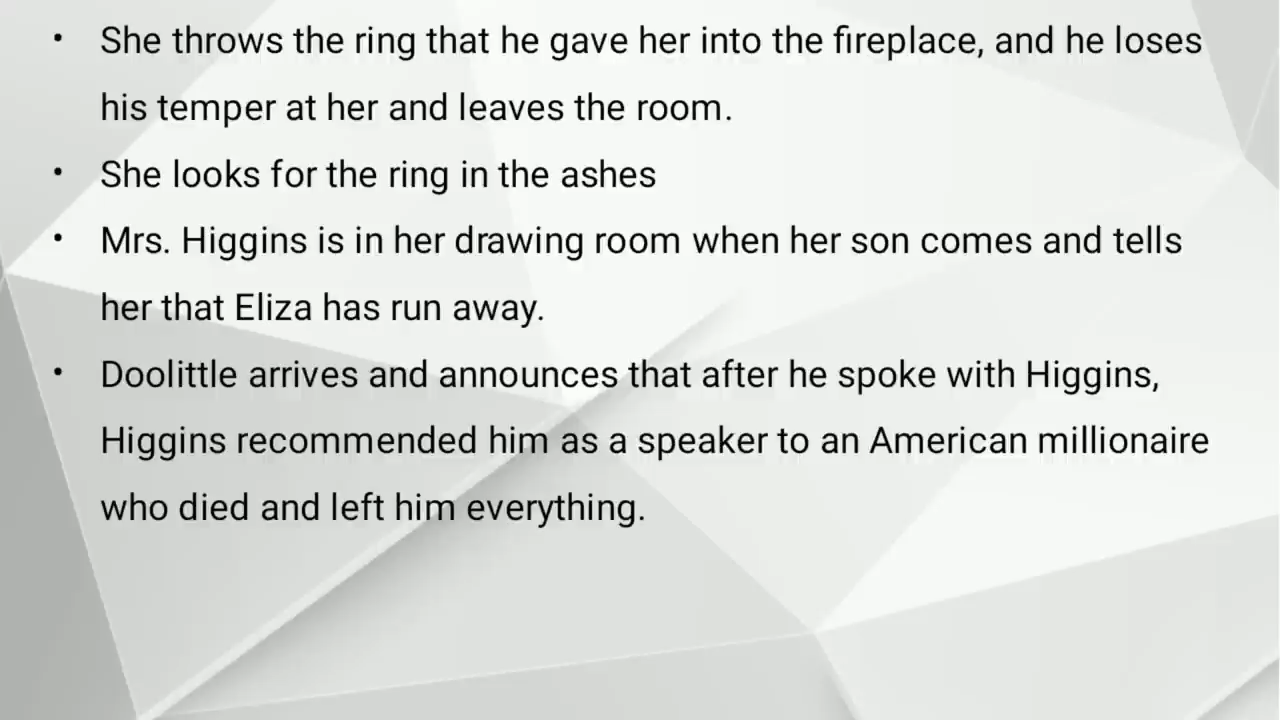 • She throws the ring that he gave her into the fireplace, and he loses
his temper at her and leaves the room.
• She looks for the ring in the ashes
• Mrs. Higgins is in her drawing room when her son comes and tells
her that Eliza has run away.
• Doolittle arrives and announces that after he spoke with Higgins,
Higgins recommended him as a speaker to an American millionaire
who died and left him everything.